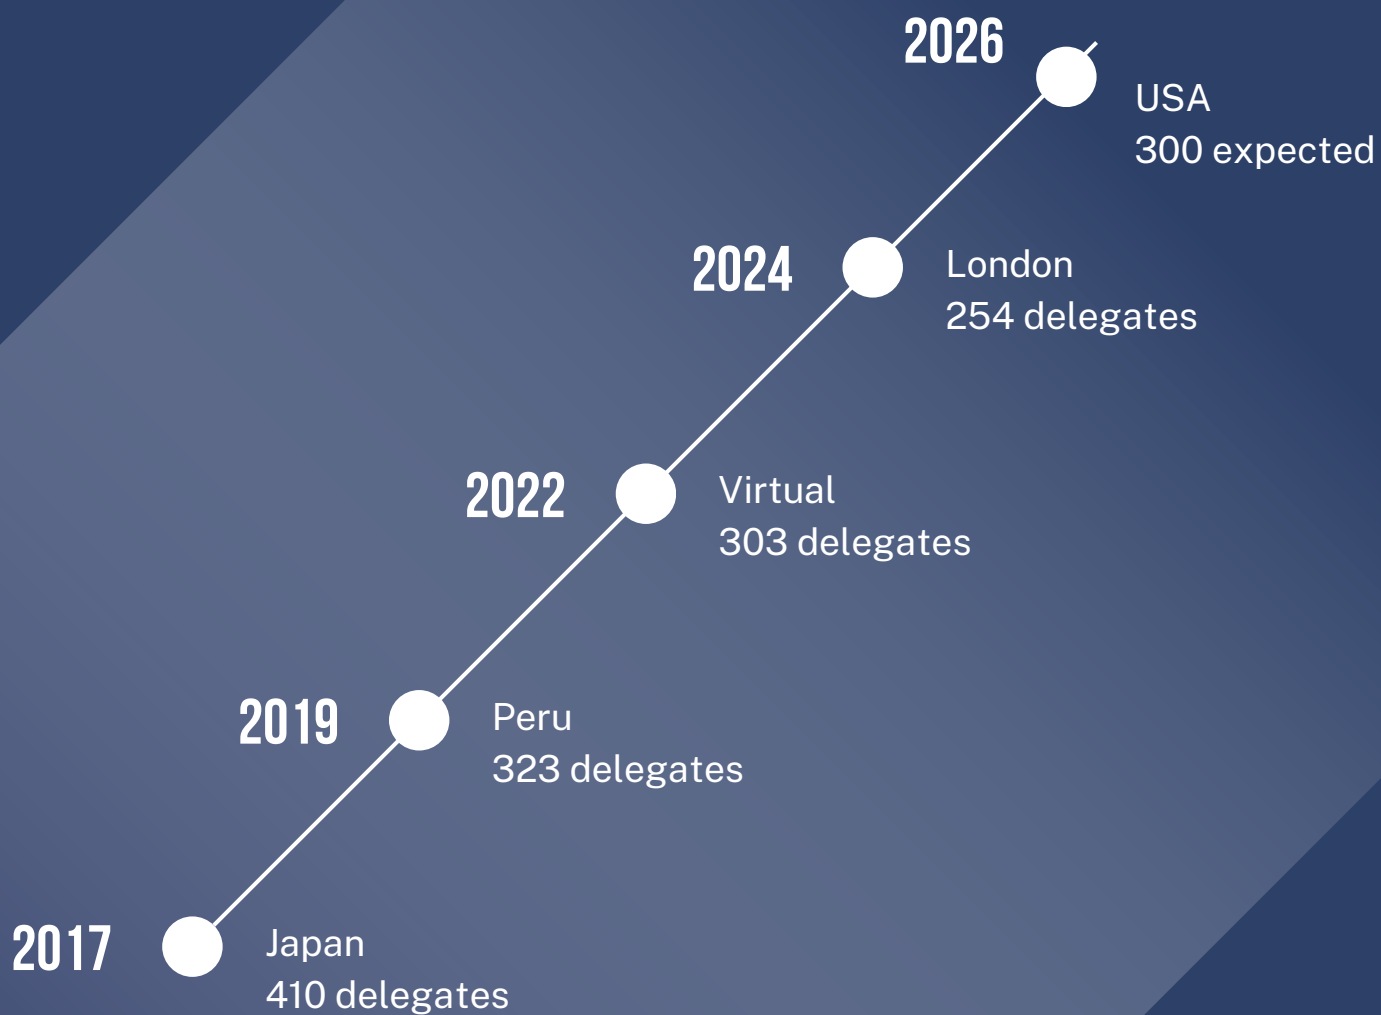 2026
USA
300 expected
2024
London
254 delegates
2022
Virtual
303 delegates
2019
Peru
323 delegates
2017
Japan
410 delegates